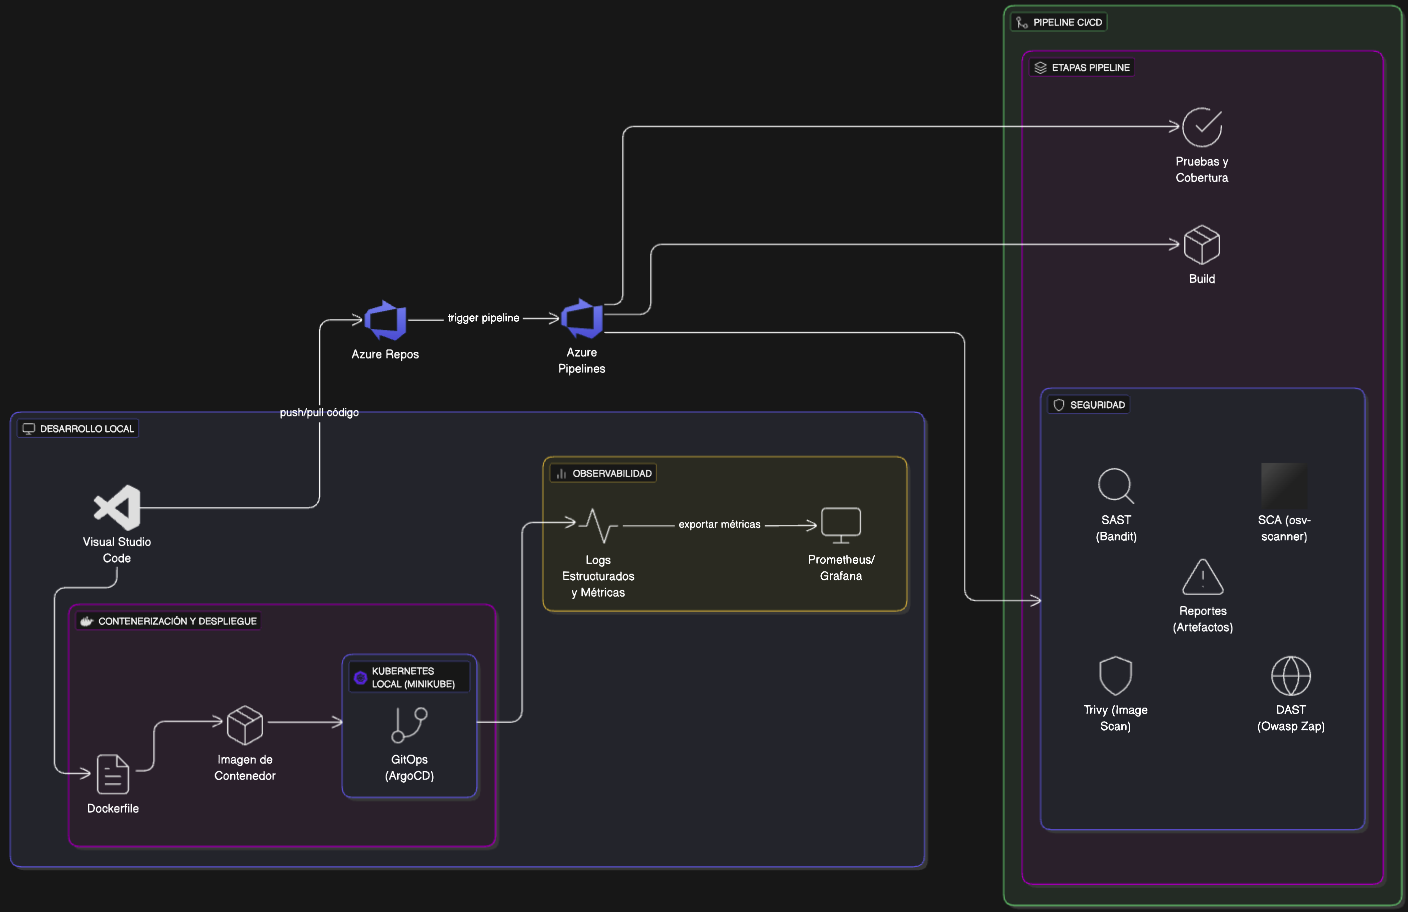 PIPELINE CI/CD
ETAPAS PIPELINE
Pruebas y
Cobertura
Build
Azure Repos
trigger pipeline
Azure
Pipelines
push/pull código
DESARROLLO LOCAL
Visual Studio
Code
OBSERVABILIDAD
Logs
Estructurados
y Métricas
exportar métricas
Prometheus/
Grafana
CONTENERIZACIÓN Y DESPLIEGUE
Dockerfile
Imagen de
Contenedor
KUBERNETES
LOCAL (MINIKUBE)
GitOps
(ArgoCD)
SEGURIDAD
SAST
(Bandit)
SCA (osv-
scanner)
Reportes
(Artefactos)
Trivy (Image
Scan)
DAST
(Owasp Zap)